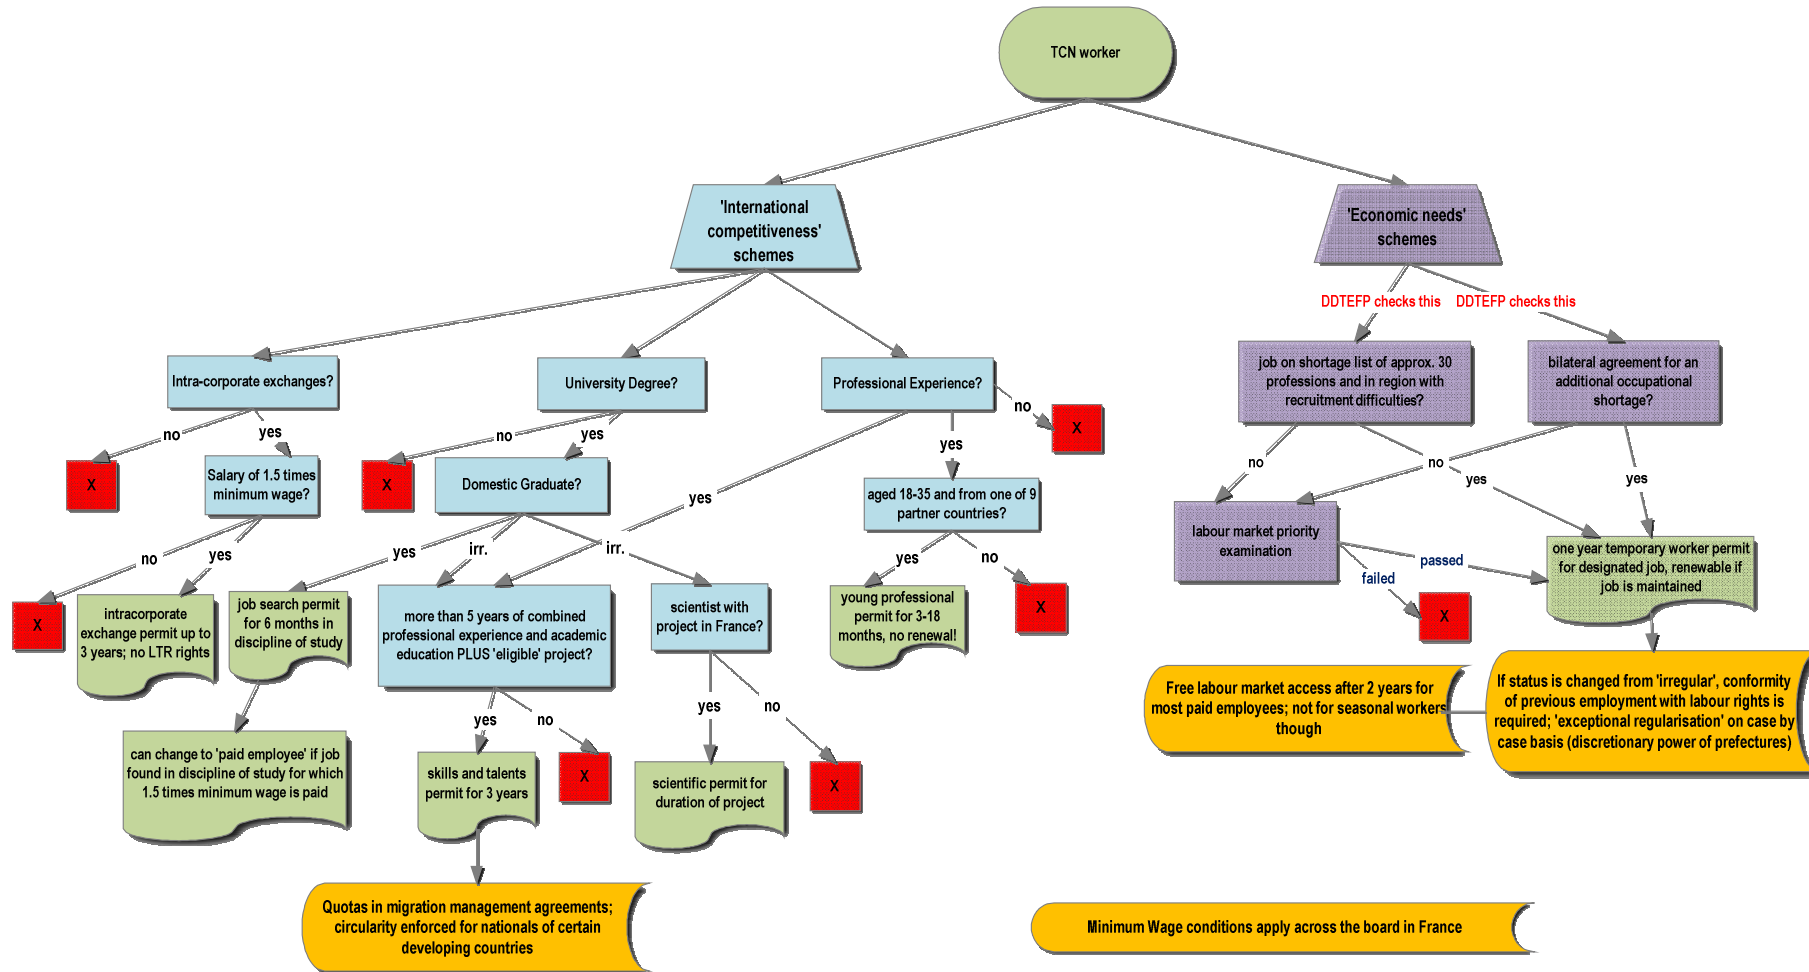 TCN worker
'International
competitiveness'
schemes
'Economic needs'
schemes
DDTEFP checks this
DDTEFP checks this
Intra-corporate exchanges?
University Degree?
Professional Experience?
job on shortage list of approx. 30
professions and in region with
recruitment difficulties?
bilateral agreement for an
additional occupational
shortage?
no
yes
no
yes
no
yes
yes
no
no
yes
yes
X
X
X
Salary of 1.5 times
minimum wage?
Domestic Graduate?
aged 18-35 and from one of 9
partner countries?
labour market priority
examination
no
yes
yes
irr.
irr.
yes
no
passed
failed
X
intracorporate
exchange permit up to
3 years; no LTR rights
job search permit
for 6 months in
discipline of study
more than 5 years of combined
professional experience and academic
education PLUS 'eligible' project?
scientist with
project in France?
young professional
permit for 3-18
months, no renewal!
X
X
one year temporary worker permit
for designated job, renewable if
job is maintained
yes
no
yes
no
can change to 'paid employee' if job
found in discipline of study for which
1.5 times minimum wage is paid
skills and talents
permit for 3 years
X
scientific permit for
duration of project
X
Free labour market access after 2 years for
most paid employees; not for seasonal workers
though
If status is changed from 'irregular', conformity
of previous employment with labour rights is
required; 'exceptional regularisation' on case by
case basis (discretionary power of prefectures)
Quotas in migration management agreements;
circularity enforced for nationals of certain
developing countries
Minimum Wage conditions apply across the board in France